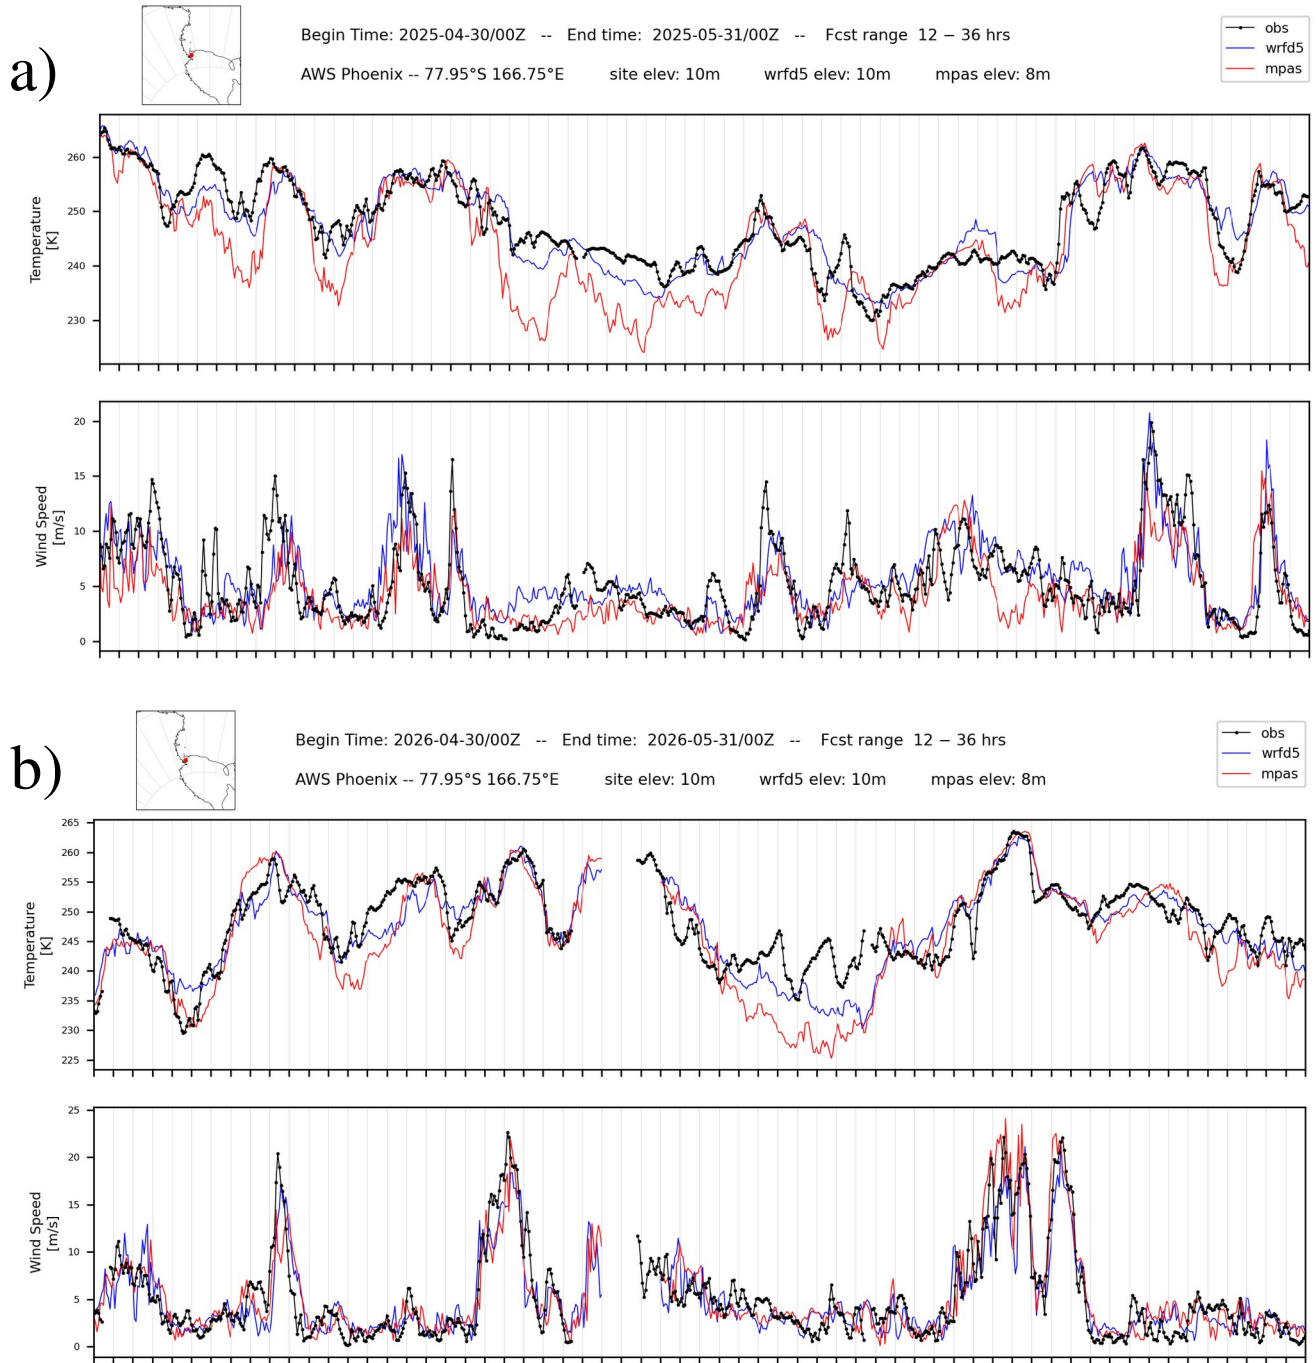 a)
Begin Time: 2025-04-30/00Z -- End time: 2025-05-31/00Z -- Fcst range 12 − 36 hrs
AWS Phoenix -- 77.95°S 166.75°E site elev: 10m wrfd5 elev: 10m mpas elev: 8m
obs
wrfd5
mpas
Temperature
[K]
260
250
240
230
Wind Speed
[m/s]
20
15
10
5
0
b)
Begin Time: 2026-04-30/00Z -- End time: 2026-05-31/00Z -- Fcst range 12 − 36 hrs
AWS Phoenix -- 77.95°S 166.75°E site elev: 10m wrfd5 elev: 10m mpas elev: 8m
obs
wrfd5
mpas
Temperature
[K]
265
260
255
250
245
240
235
230
225
Wind Speed
[m/s]
25
20
15
10
5
0